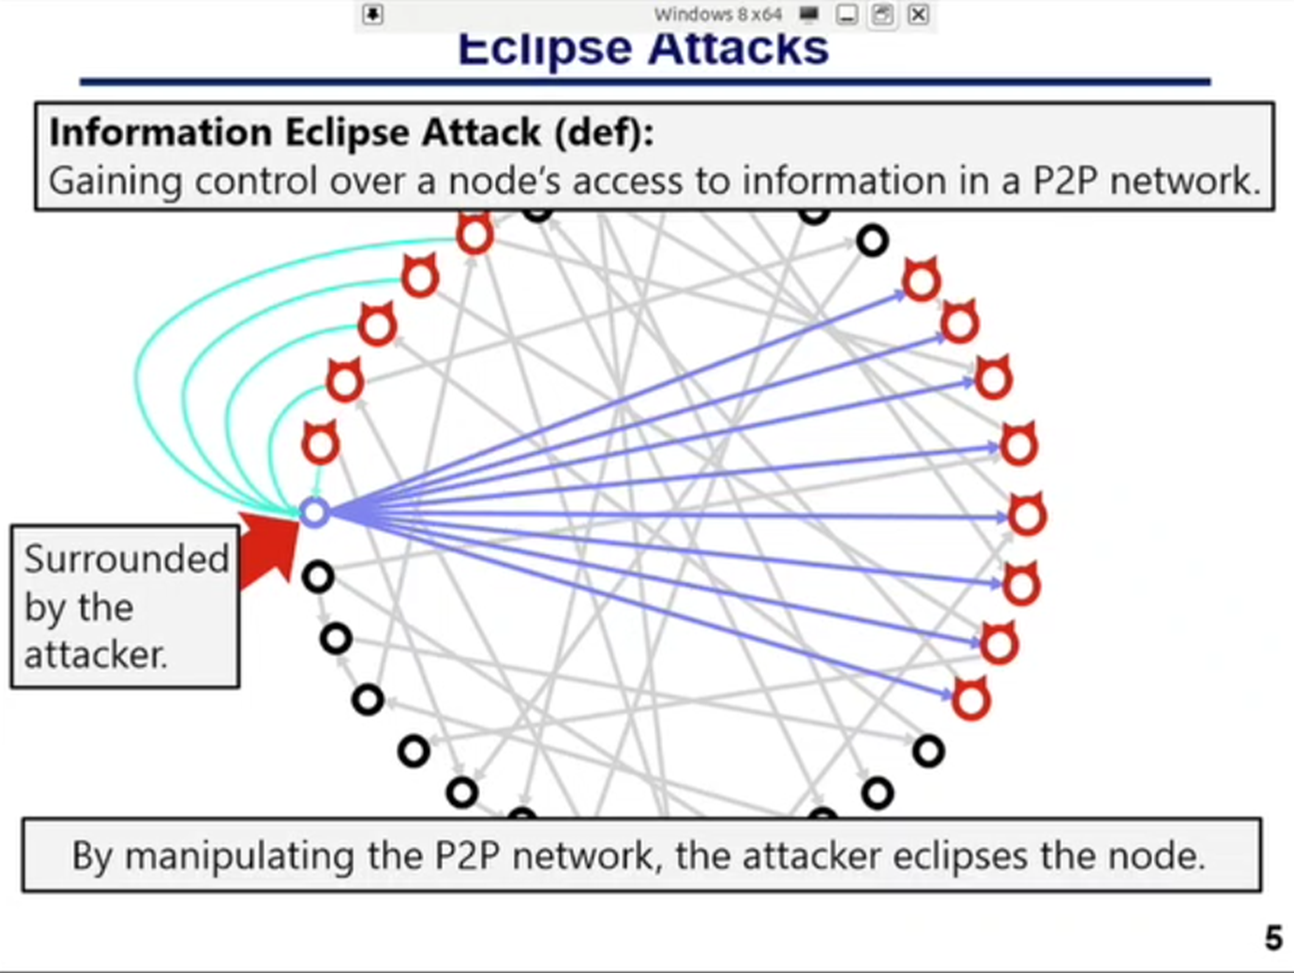 Windows 8 x64
Eclipse Attacks
Information Eclipse Attack (def):
Gaining control over a node's access to information in a P2P network.
Surrounded
by the
attacker.
By manipulating the P2P network, the attacker eclipses the node.
5